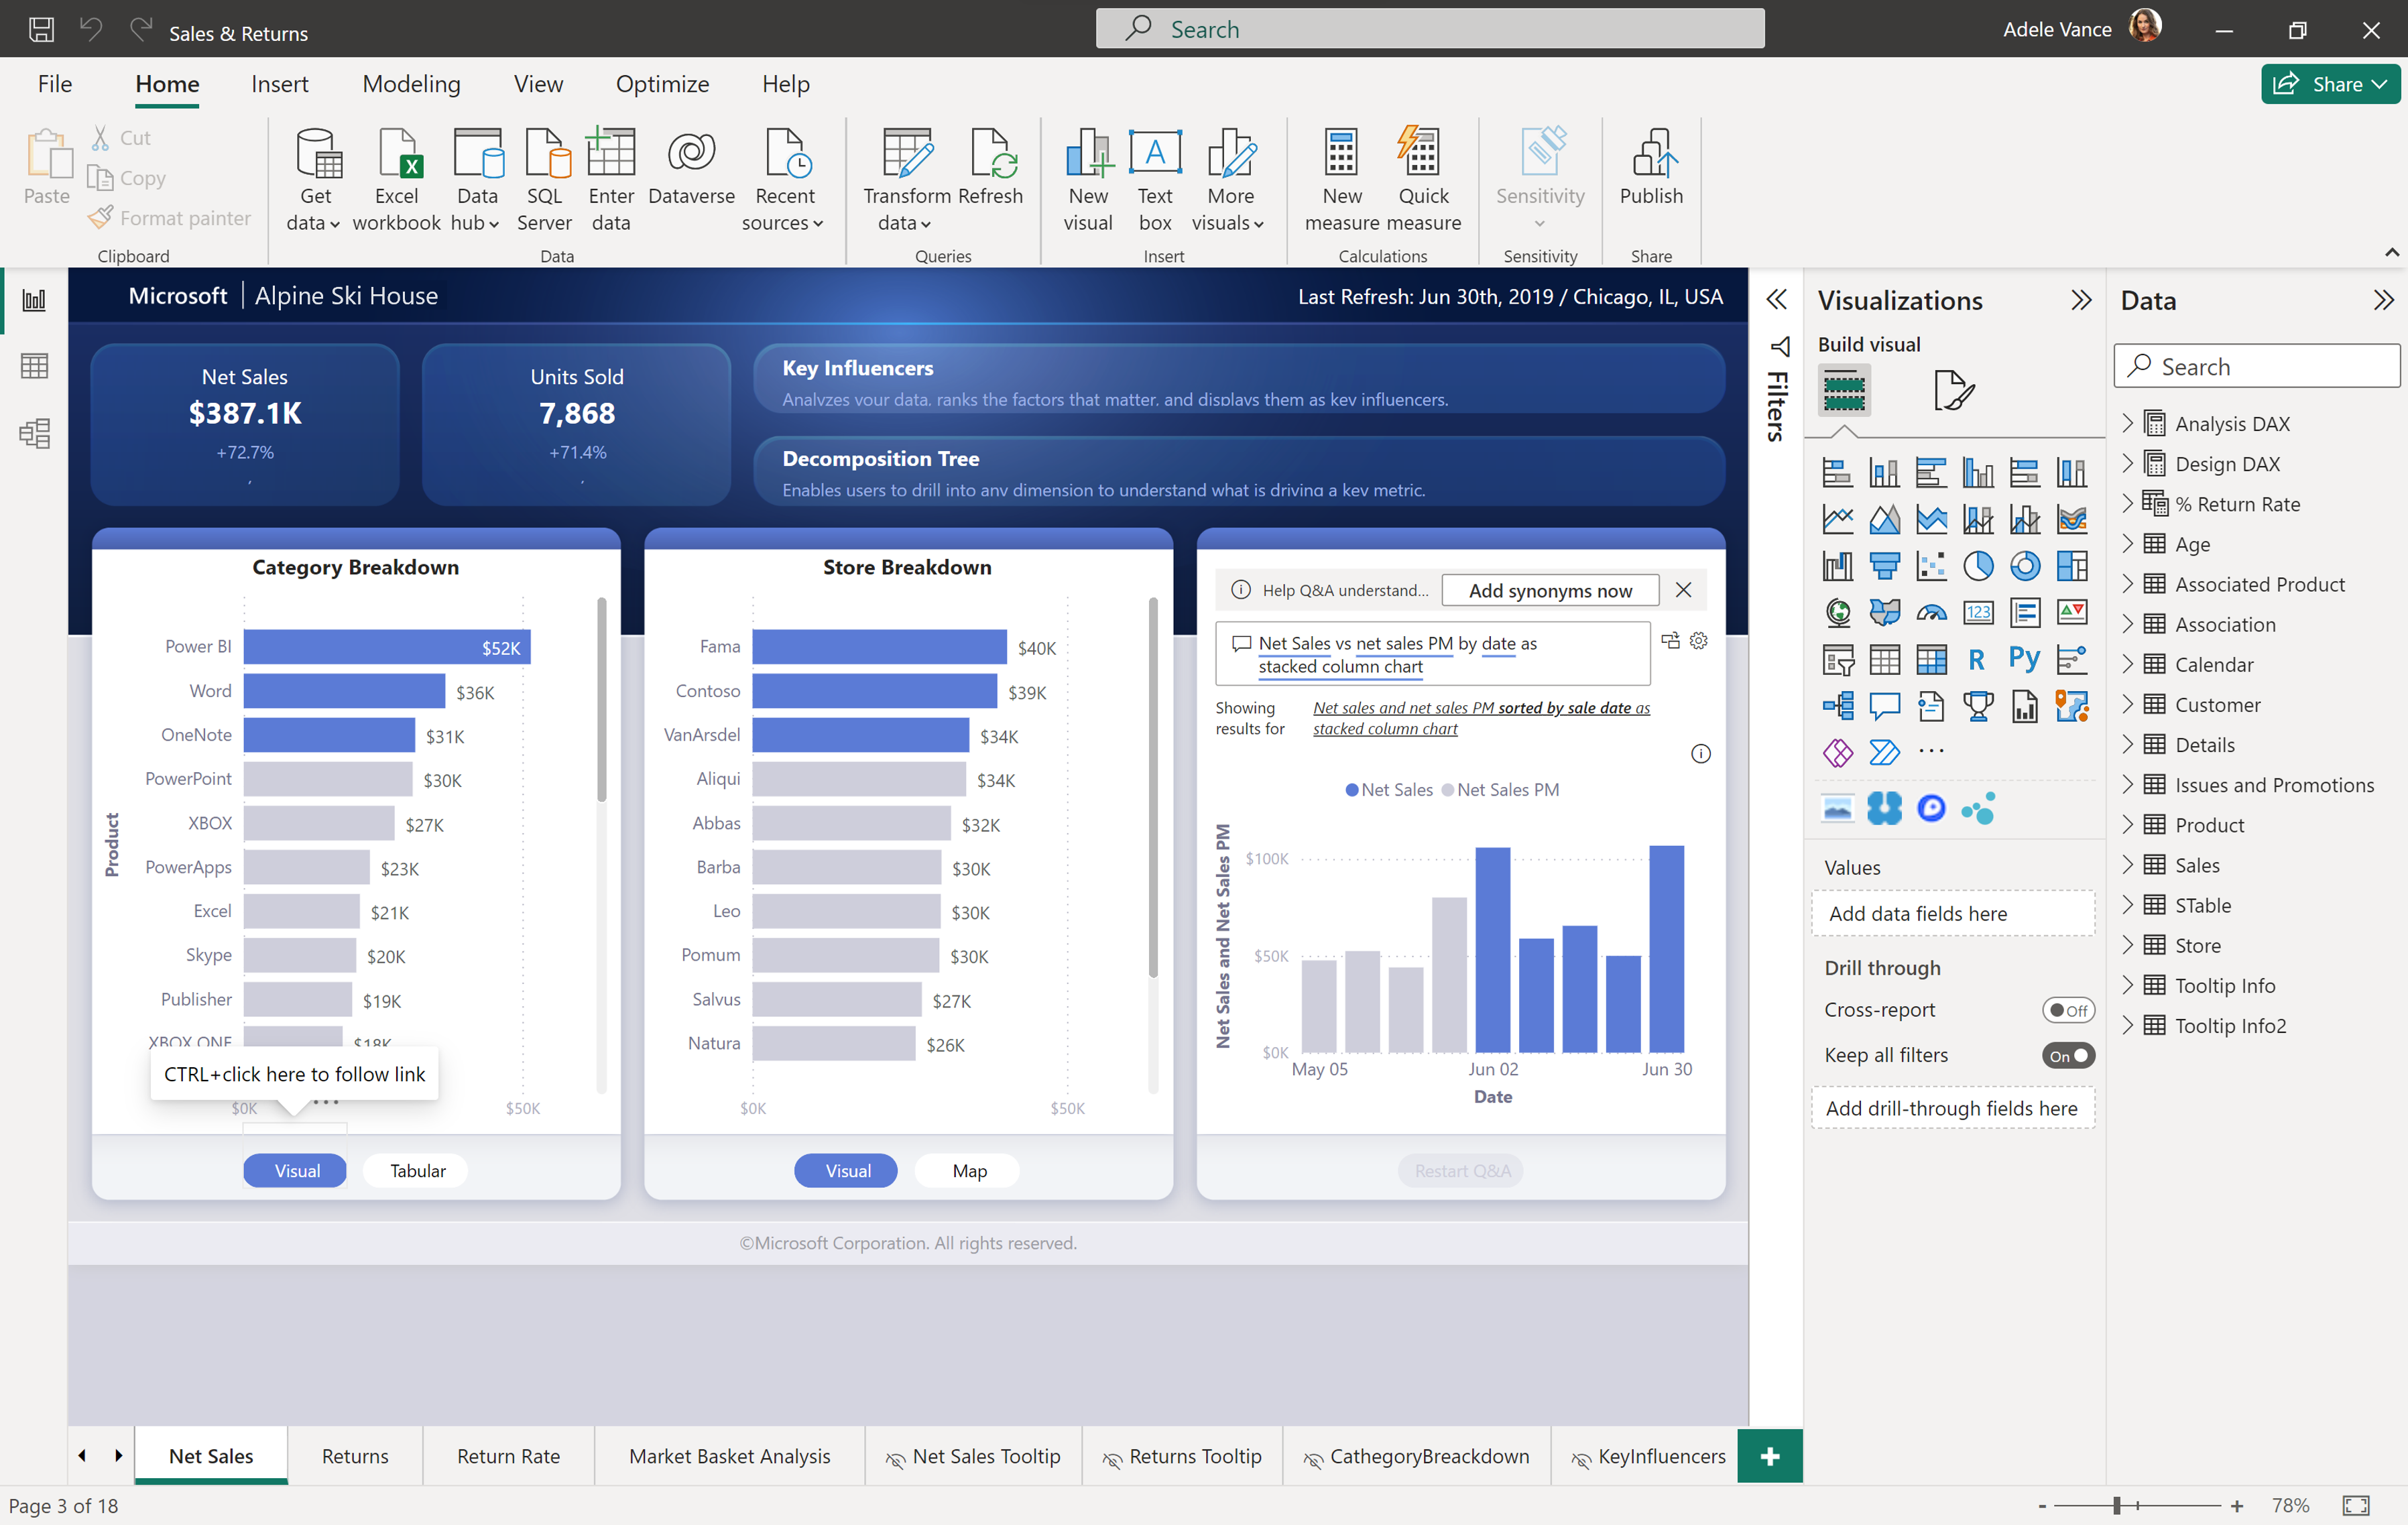 Sales & Returns
Search
Adele Vance
File
Home
Insert
Modeling
View
Optimize
Help
Share
Paste
Cut
Copy
Format painter
Clipboard
Get data
Excel workbook
Data hub
SQL Server
Enter data
Dataverse
Recent sources
Data
Transform data
Refresh
Queries
New visual
Text box
More visuals
Insert
New measure
Quick measure
Calculations
Sensitivity
Sensitivity
Publish
Share
Microsoft | Alpine Ski House
Last Refresh: Jun 30th, 2019 / Chicago, IL, USA
Net Sales
$387.1K
+72.7%
Units Sold
7,868
+71.4%
Key Influencers
Analyzes your data, ranks the factors that matter, and displays them as key influencers.
Decomposition Tree
Enables users to drill into any dimension to understand what is driving a key metric.
Category Breakdown
Product
Power BI $52K
Word $36K
OneNote $31K
PowerPoint $30K
XBOX $27K
PowerApps $23K
Excel $21K
Skype $20K
Publisher $19K
XBOX ONE $18K
CTRL+click here to follow link
$0K $50K
Visual
Tabular
Store Breakdown
Fama $40K
Contoso $39K
VanArsdel $34K
Aliqui $34K
Abbas $32K
Barba $30K
Leo $30K
Pomum $30K
Salvus $27K
Natura $26K
$0K $50K
Visual
Map
Help Q&A understand...
Add synonyms now
Net Sales vs net sales PM by date as
stacked column chart
Showing
results for
Net sales and net sales PM sorted by sale date as
stacked column chart
Net Sales
Net Sales PM
Net Sales and Net Sales PM
$100K
$50K
$0K
May 05
Jun 02
Jun 30
Date
Restart Q&A
©Microsoft Corporation. All rights reserved.
Filters
Visualizations
Build visual
123
R
Py
Values
Add data fields here
Drill through
Cross-report
Off
Keep all filters
On
Add drill-through fields here
Data
Search
Analysis DAX
Design DAX
% Return Rate
Age
Associated Product
Association
Calendar
Customer
Details
Issues and Promotions
Product
Sales
STable
Store
Tooltip Info
Tooltip Info2
Net Sales
Returns
Return Rate
Market Basket Analysis
Net Sales Tooltip
Returns Tooltip
CathegoryBreackdown
KeyInfluencers
Page 3 of 18
- + 78%